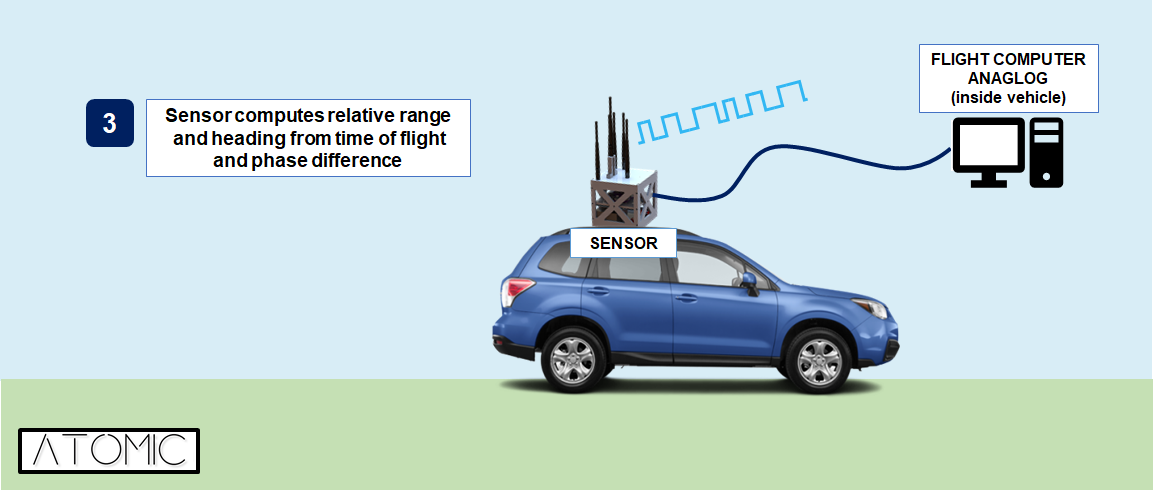 3
Sensor computes relative range
and heading from time of flight
and phase difference
FLIGHT COMPUTER
ANAGLOG
(inside vehicle)
SENSOR
ATOMIC